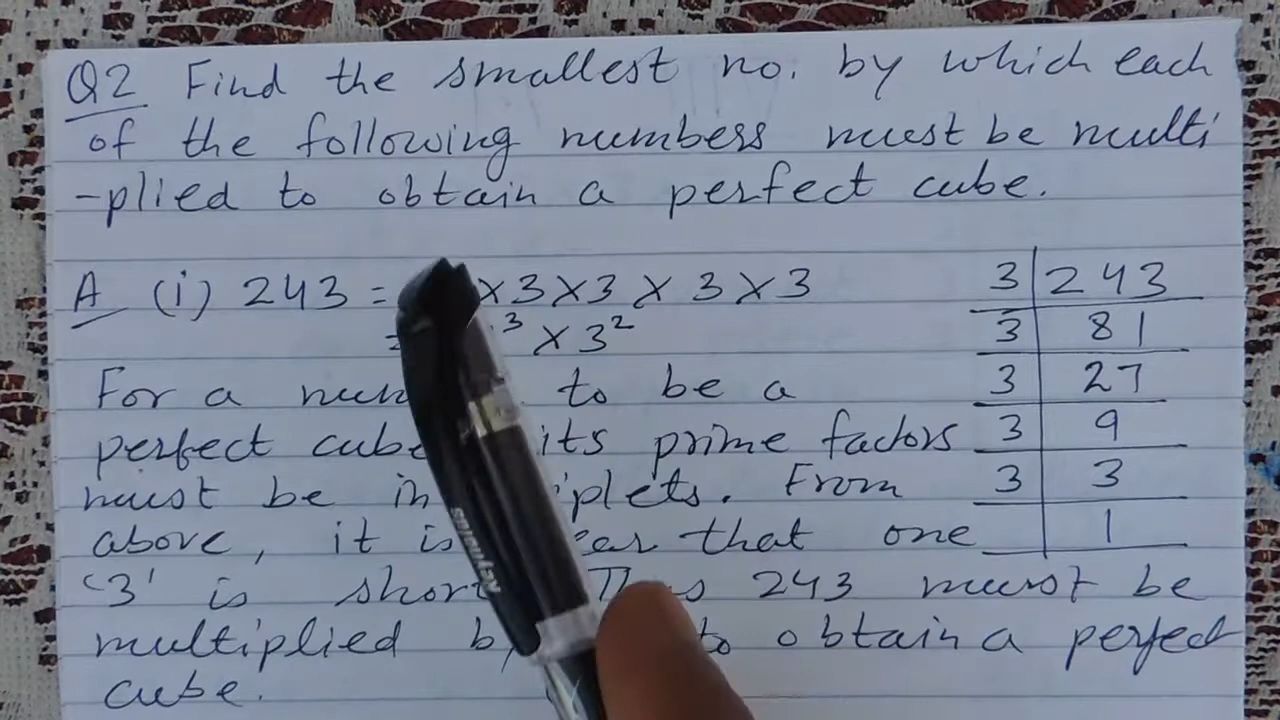 Q2 Find the smallest no. by which each
of the following numbers must be multi
-plied to obtain a perfect cube.
A (i) 243 = ×3×3×3×3
3 × 3²
For a to be a
perfect cube its prime factors
must be in From
above, it is that one
'3' is short 243 must be
multiplied to obtain a perfect
cube.
3 243
3 81
3 27
3 9
3 3
1